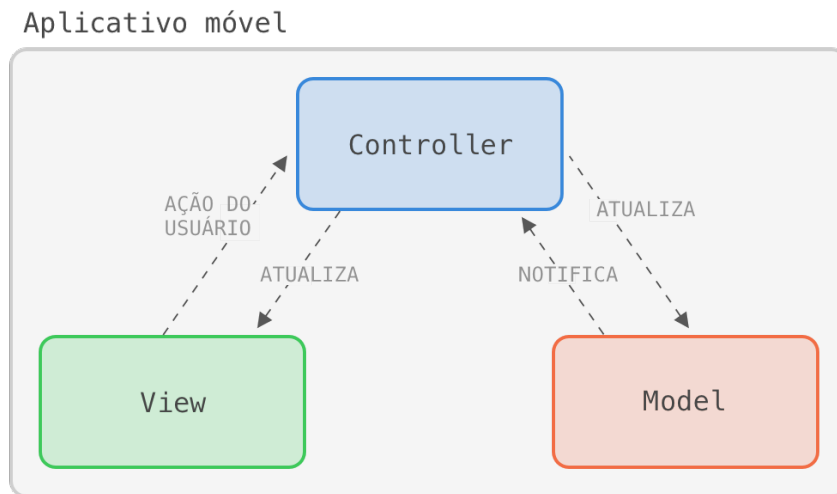 Aplicativo móvel
Controller
AÇÃO DO
USUÁRIO
ATUALIZA
ATUALIZA
NOTIFICA
View
Model